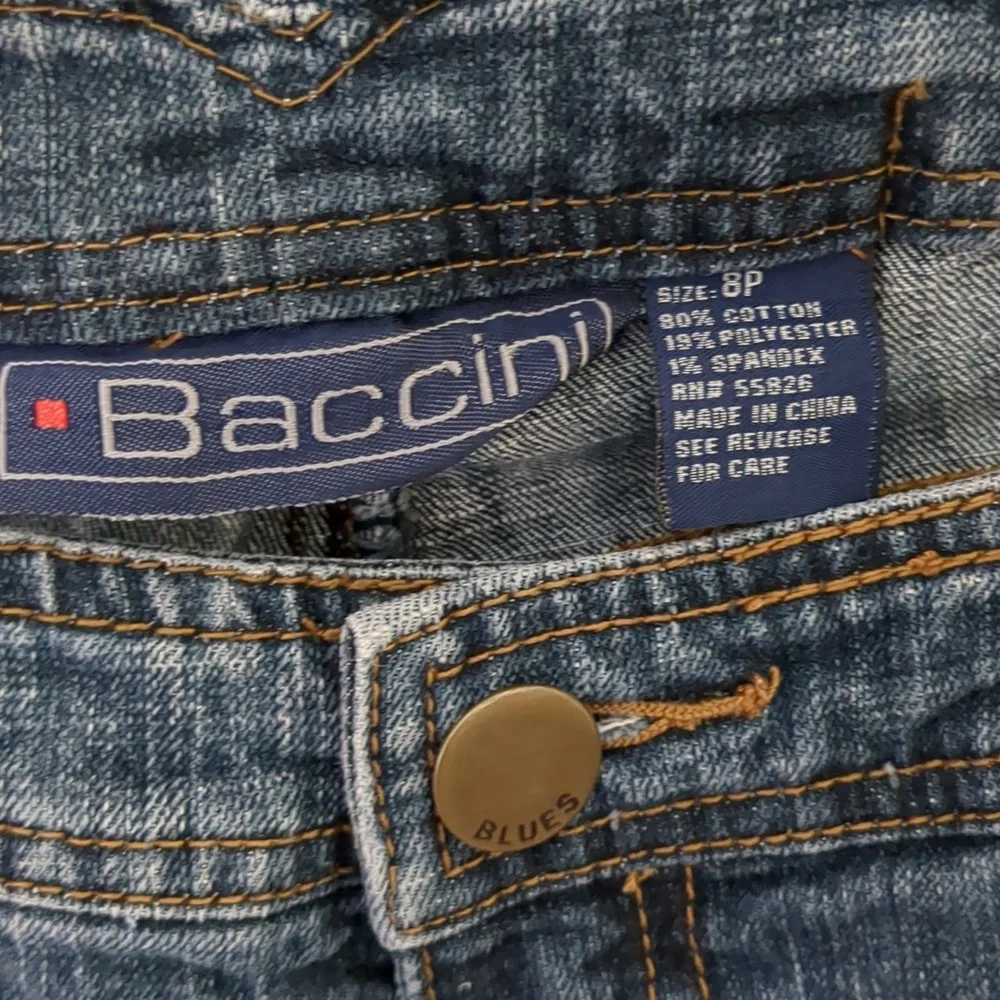 Baccini
SIZE: 8P
80% COTTON
19% POLYESTER
1% SPANDEX
RN# 55826
MADE IN CHINA
SEE REVERSE
FOR CARE
BLUES